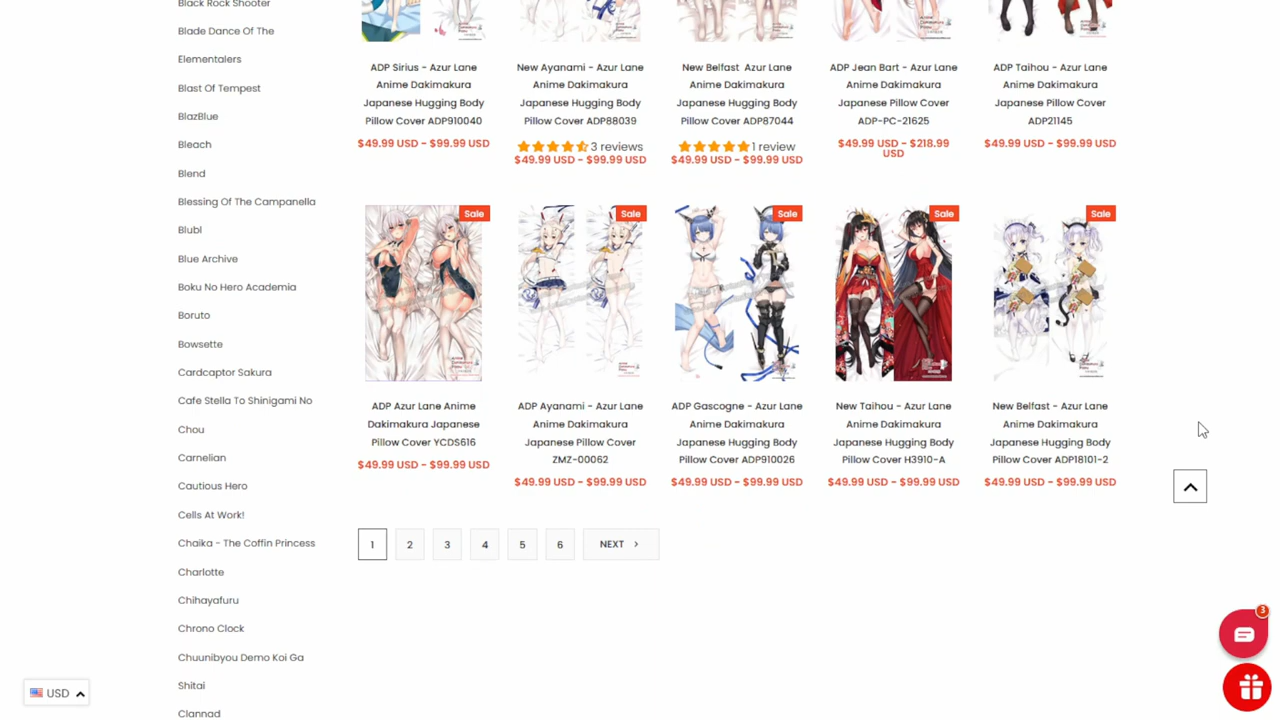 Black Rock Shooter
Blade Dance Of The
Elementalers
Blast Of Tempest
BlazBlue
Bleach
Blend
Blessing Of The Campanella
Blubl
Blue Archive
Boku No Hero Academia
Boruto
Bowsette
Cardcaptor Sakura
Cafe Stella To Shinigami No
Chou
Carnelian
Cautious Hero
Cells At Work!
Chaika - The Coffin Princess
Charlotte
Chihayafuru
Chrono Clock
Chuunibyou Demo Koi Ga
Shitai
Clannad
ADP Sirius - Azur Lane
Anime Dakimakura
Japanese Hugging Body
Pillow Cover ADP910040
$49.99 USD - $99.99 USD
New Ayanami - Azur Lane
Anime Dakimakura
Japanese Hugging Body
Pillow Cover ADP88039
3 reviews
$49.99 USD - $99.99 USD
New Belfast Azur Lane
Anime Dakimakura
Japanese Hugging Body
Pillow Cover ADP87044
1 review
$49.99 USD - $99.99 USD
ADP Jean Bart - Azur Lane
Anime Dakimakura
Japanese Pillow Cover
ADP-PC-21625
$49.99 USD - $218.99
USD
ADP Taihou - Azur Lane
Anime Dakimakura
Japanese Pillow Cover
ADP21145
$49.99 USD - $99.99 USD
Sale
ADP Azur Lane Anime
Dakimakura Japanese
Pillow Cover YCDS616
$49.99 USD - $99.99 USD
Sale
ADP Ayanami - Azur Lane
Anime Dakimakura
Japanese Pillow Cover
ZMZ-00062
$49.99 USD - $99.99 USD
Sale
ADP Gascogne - Azur Lane
Anime Dakimakura
Japanese Hugging Body
Pillow Cover ADP910026
$49.99 USD - $99.99 USD
Sale
New Taihou - Azur Lane
Anime Dakimakura
Japanese Hugging Body
Pillow Cover H3910-A
$49.99 USD - $99.99 USD
Sale
New Belfast - Azur Lane
Anime Dakimakura
Japanese Hugging Body
Pillow Cover ADP18101-2
$49.99 USD - $99.99 USD
1 2 3 4 5 6 NEXT >
3
USD